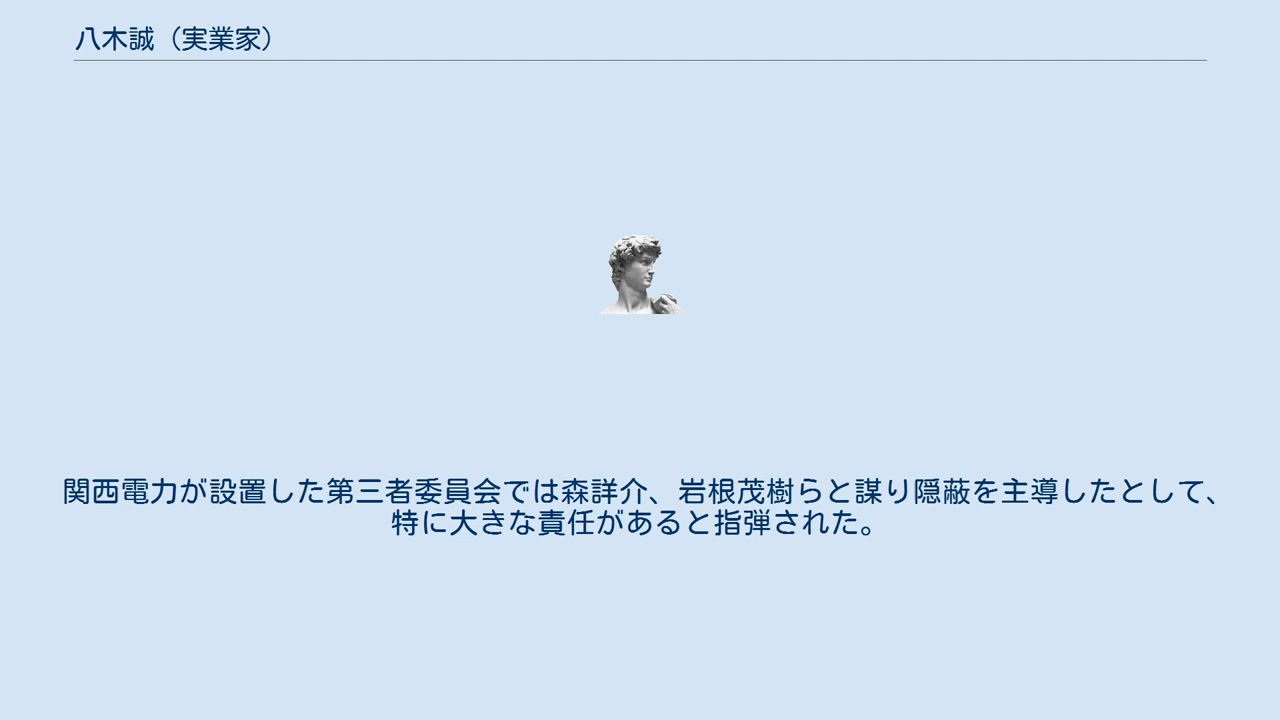 八木誠（実業家）
関西電力が設置した第三者委員会では森詳介、岩根茂樹らと謀り隠蔽を主導したとして、
特に大きな責任があると指弾された。